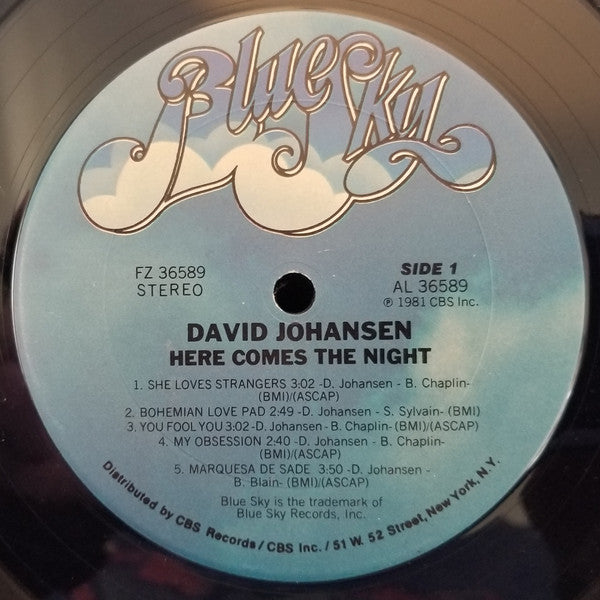 Blue Sky
FZ 36589
STEREO
SIDE 1
AL 36589
℗ 1981 CBS Inc.
DAVID JOHANSEN
HERE COMES THE NIGHT
1. SHE LOVES STRANGERS 3:02 -D. Johansen - B. Chaplin-
(BMI)/(ASCAP)
2. BOHEMIAN LOVE PAD 2:49 -D. Johansen - S. Sylvain- (BMI)
3. YOU FOOL YOU 3:02 -D. Johansen - B. Chaplin- (BMI)/(ASCAP)
4. MY OBSESSION 2:40 -D. Johansen - B. Chaplin-
(BMI)/(ASCAP)
5. MARQUESA DE SADE 3:50 -D. Johansen -
B. Blain- (BMI)/(ASCAP)
Blue Sky is the trademark of
Blue Sky Records, Inc.
Distributed by CBS Records / CBS Inc. / 51 W. 52 Street, New York, N.Y.